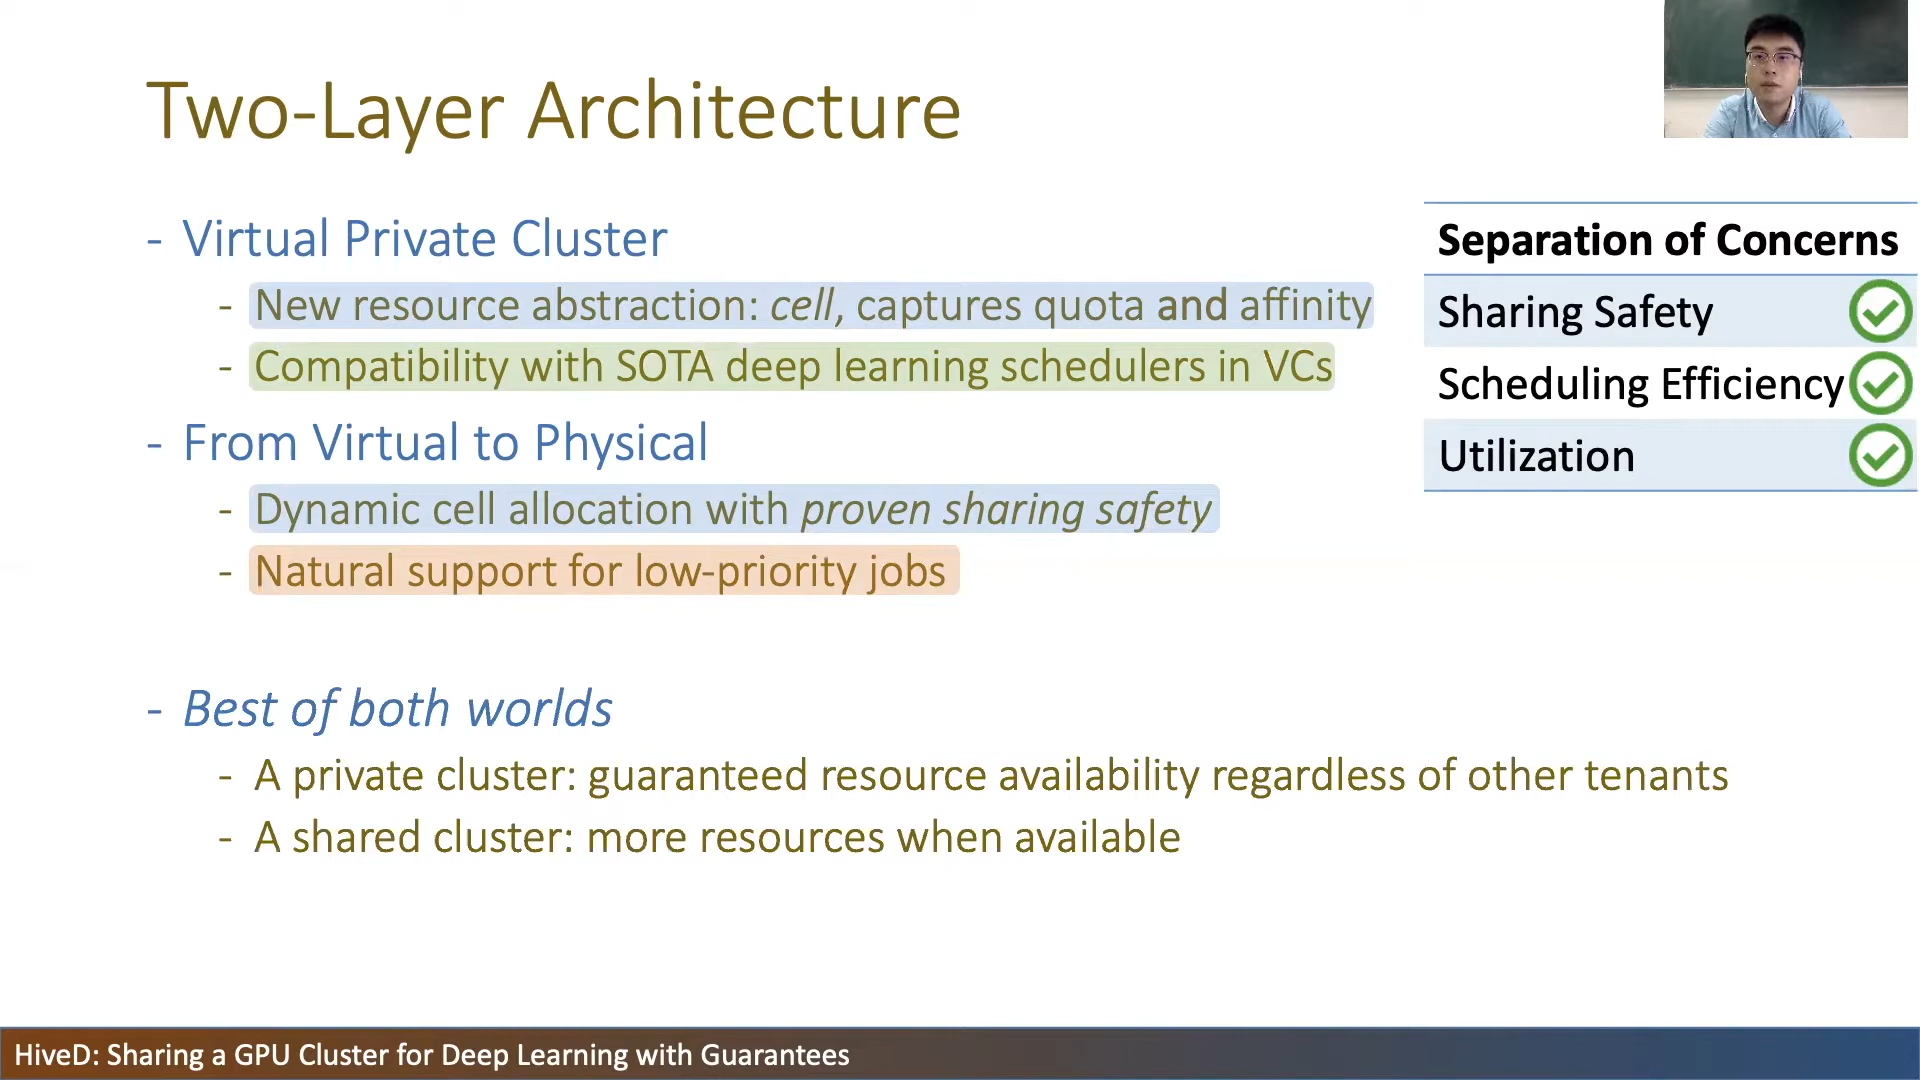 Two-Layer Architecture
- Virtual Private Cluster
- New resource abstraction: cell, captures quota and affinity
- Compatibility with SOTA deep learning schedulers in VCs
- From Virtual to Physical
- Dynamic cell allocation with proven sharing safety
- Natural support for low-priority jobs
- Best of both worlds
- A private cluster: guaranteed resource availability regardless of other tenants
- A shared cluster: more resources when available
Separation of Concerns
Sharing Safety
Scheduling Efficiency
Utilization
HiveD: Sharing a GPU Cluster for Deep Learning with Guarantees